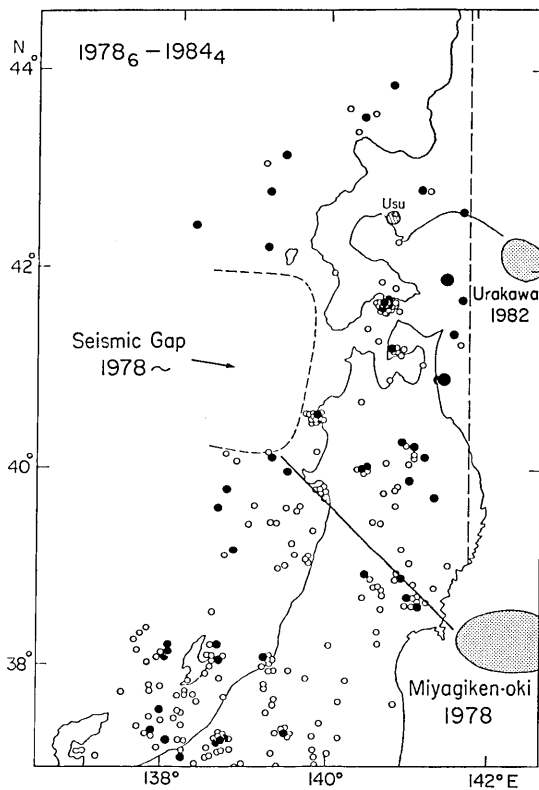 N
1978₆-1984₄
44°
Usu
42°
Urakawa
1982
Seismic Gap
1978~
40°
38°
Miyagiken-oki
1978
138° 140° 142°E